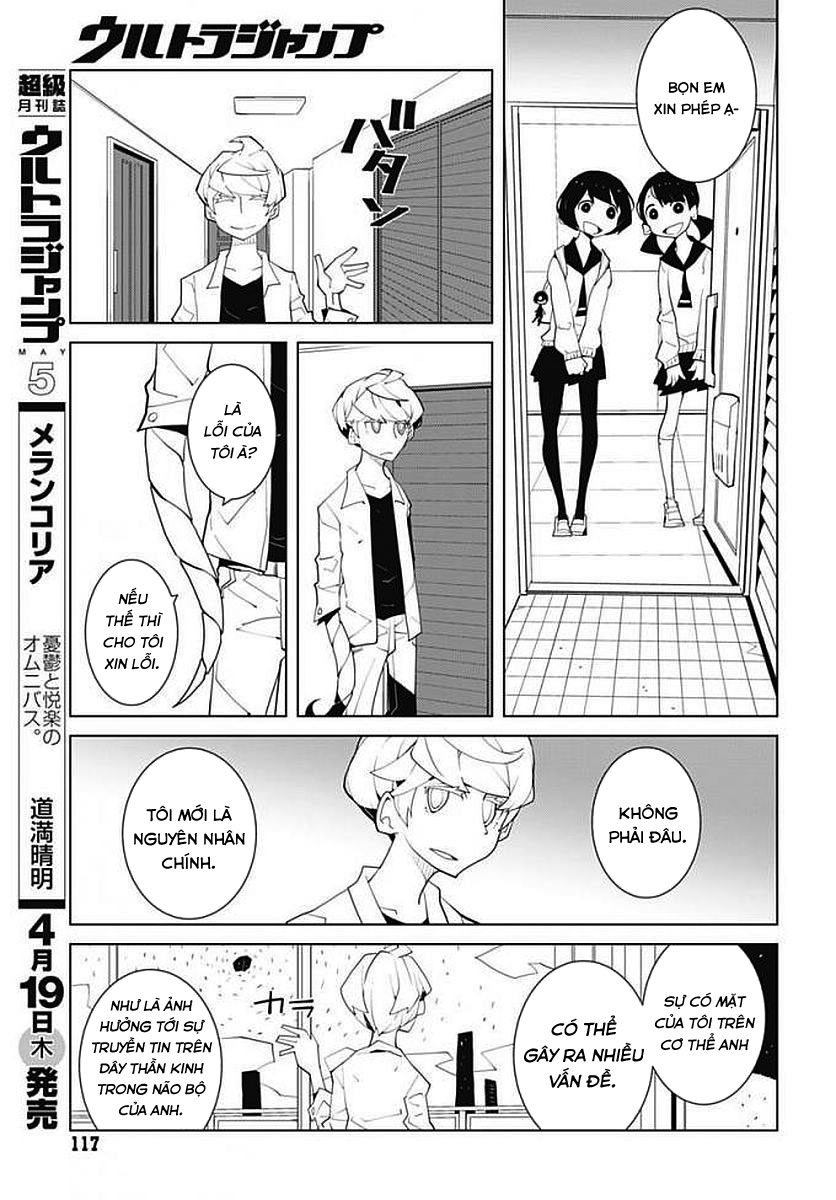 ウルトラジャンプ
BỌN EM
XIN PHÉP Ạ-
バタン
LÀ
LỖI CỦA
TÔI À?
NẾU
THẾ THÌ
CHO TÔI
XIN LỖI.
KHÔNG
PHẢI ĐÂU.
TÔI MỚI LÀ
NGUYÊN NHÂN
CHÍNH.
SỰ CÓ MẶT
CỦA TÔI TRÊN
CƠ THỂ ANH
CÓ THỂ
GÂY RA NHIỀU
VẤN ĐỀ.
カラ
NHƯ LÀ ẢNH
HƯỞNG TỚI SỰ
TRUYỀN TIN TRÊN
DÂY THẦN KINH
TRONG NÃO BỘ
CỦA ANH.
超級
月刊誌
ウルトラジャンプ
MAY
5
メランコリア
憂鬱と悦楽の
オムニバス。
道満晴明
4月19日木発売
117